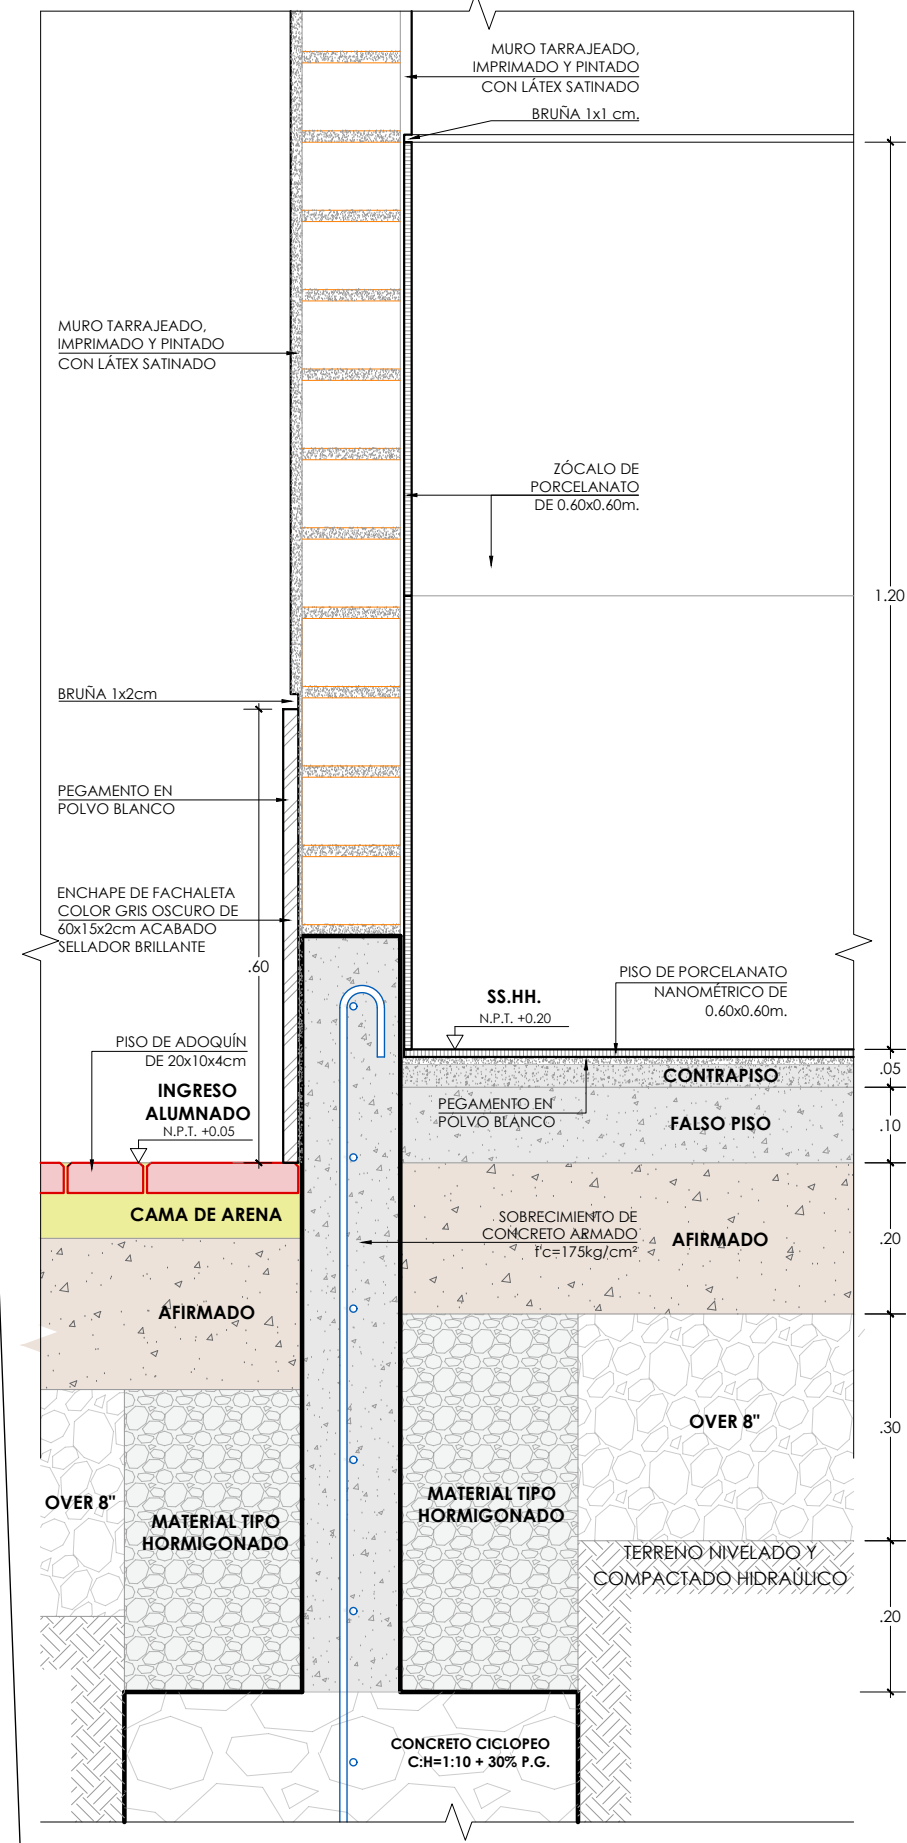 MURO TARRAJEADO,
IMPRIMADO Y PINTADO
CON LÁTEX SATINADO
BRUÑA 1x1 cm.
MURO TARRAJEADO,
IMPRIMADO Y PINTADO
CON LÁTEX SATINADO
ZÓCALO DE
PORCELANATO
DE 0.60x0.60m.
1.20
BRUÑA 1x2cm
PEGAMENTO EN
POLVO BLANCO
ENCHAPE DE FACHALETA
COLOR GRIS OSCURO DE
60x15x2cm ACABADO
SELLADOR BRILLANTE
.60
PISO DE PORCELANATO
NANOMÉTRICO DE
0.60x0.60m.
SS.HH.
N.P.T. +0.20
PISO DE ADOQUÍN
DE 20x10x4cm
INGRESO
ALUMNADO
N.P.T. +0.05
CONTRAPISO
.05
PEGAMENTO EN
POLVO BLANCO
FALSO PISO
.10
CAMA DE ARENA
SOBRECIMIENTO DE
CONCRETO ARMADO
f'c=175kg/cm²
AFIRMADO
.20
AFIRMADO
OVER 8"
.30
OVER 8"
MATERIAL TIPO
HORMIGONADO
MATERIAL TIPO
HORMIGONADO
TERRENO NIVELADO Y
COMPACTADO HIDRAÚLICO
.20
CONCRETO CICLOPEO
C:H=1:10 + 30% P.G.